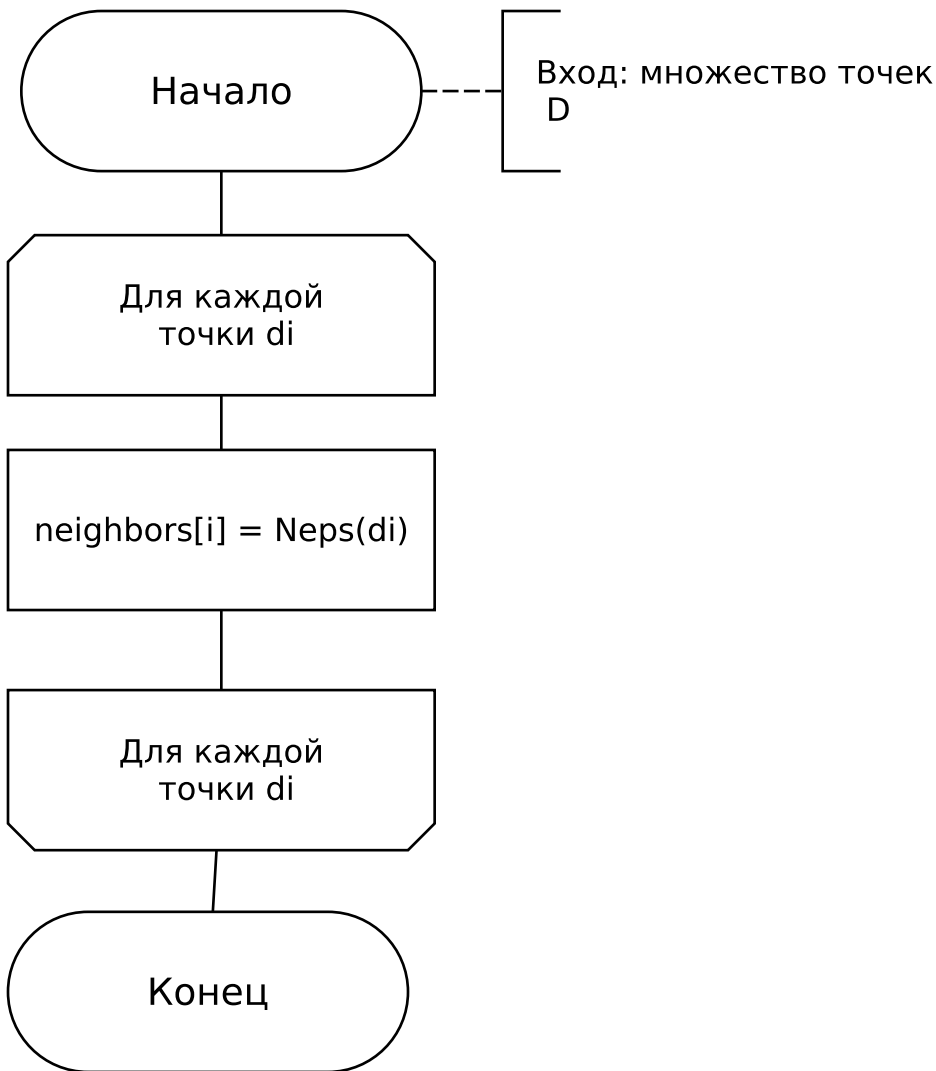 Начало
Вход: множество точек
D
Для каждой
точки di
neighbors[i] = Neps(di)
Для каждой
точки di
Конец